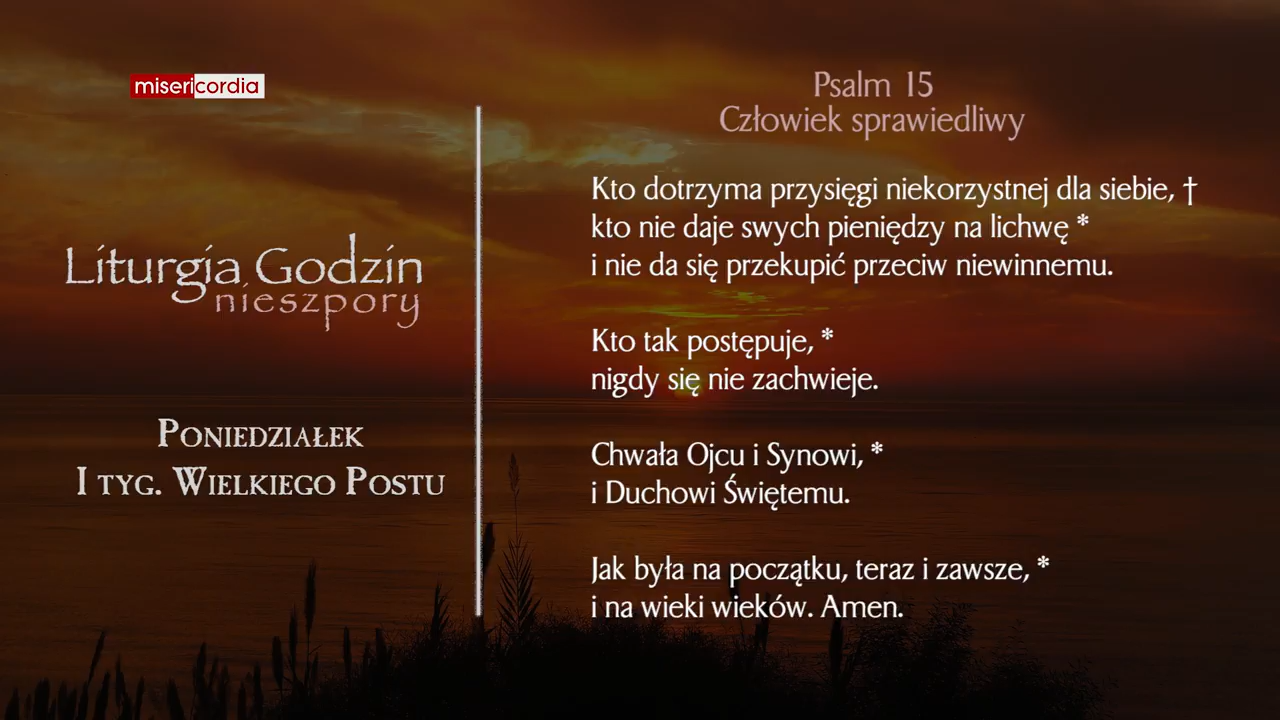 misericordia
Liturgia Godzin
nieszpory
Poniedziałek
I tyg. Wielkiego Postu
Psalm 15
Człowiek sprawiedliwy
Kto dotrzyma przysięgi niekorzystnej dla siebie, †
kto nie daje swych pieniędzy na lichwę *
i nie da się przekupić przeciw niewinnemu.
Kto tak postępuje, *
nigdy się nie zachwieje.
Chwała Ojcu i Synowi, *
i Duchowi Świętemu.
Jak była na początku, teraz i zawsze, *
i na wieki wieków. Amen.